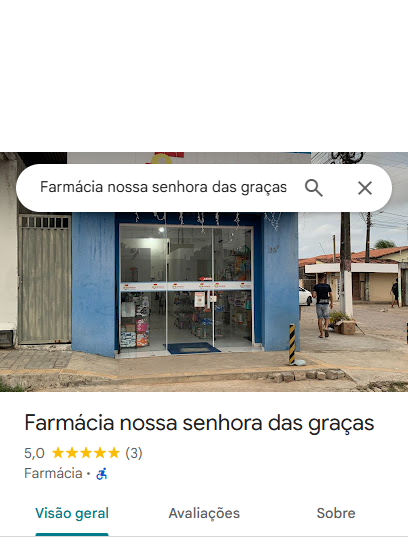 Farmácia nossa senhora das graças
Farmácia nossa senhora das graças
5,0 ★★★★★ (3)
Farmácia ·
Visão geral
Avaliações
Sobre